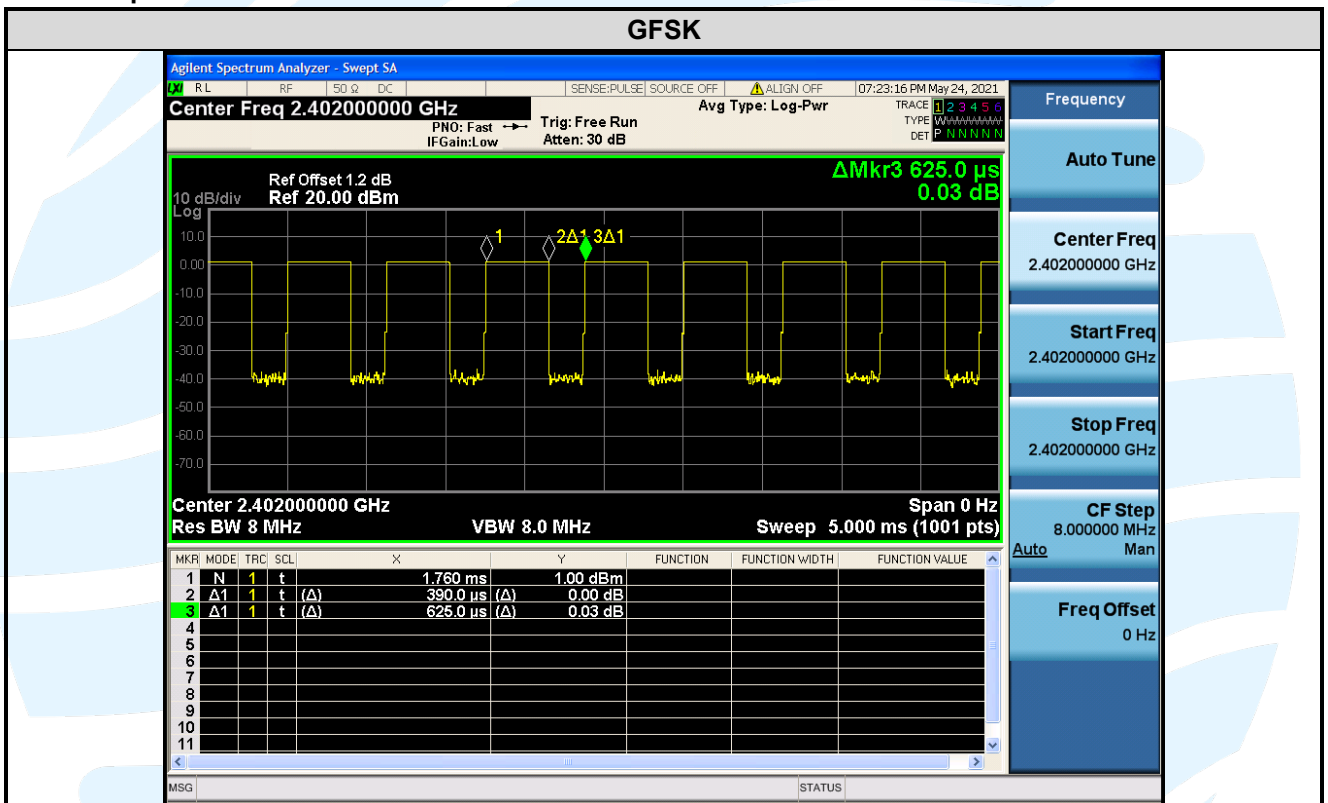 GFSK
Agilent Spectrum Analyzer - Swept SA
LXI RL RF 50 Ω DC SENSE:PULSE SOURCE OFF ALIGN OFF 07:23:16 PM May 24, 2021
Center Freq 2.402000000 GHz
PNO: Fast
IFGain:Low
Trig: Free Run
Atten: 30 dB
Avg Type: Log-Pwr
TRACE 1 2 3 4 5 6
TYPE
DET P N N N N N
ΔMkr3 625.0 µs
0.03 dB
Ref Offset 1.2 dB
10 dB/div Ref 20.00 dBm
Log
10.0
0.00
-10.0
-20.0
-30.0
-40.0
-50.0
-60.0
-70.0
1 2Δ1 3Δ1
Center 2.402000000 GHz Span 0 Hz
Res BW 8 MHz VBW 8.0 MHz Sweep 5.000 ms (1001 pts)
MKR MODE TRC SCL X Y FUNCTION FUNCTION WIDTH FUNCTION VALUE
1 N 1 t 1.760 ms 1.00 dBm
2 Δ1 1 t (Δ) 390.0 µs (Δ) 0.00 dB
3 Δ1 1 t (Δ) 625.0 µs (Δ) 0.03 dB
4
5
6
7
8
9
10
11
MSG STATUS
Frequency
Auto Tune
Center Freq
2.402000000 GHz
Start Freq
2.402000000 GHz
Stop Freq
2.402000000 GHz
CF Step
8.000000 MHz
Auto Man
Freq Offset
0 Hz